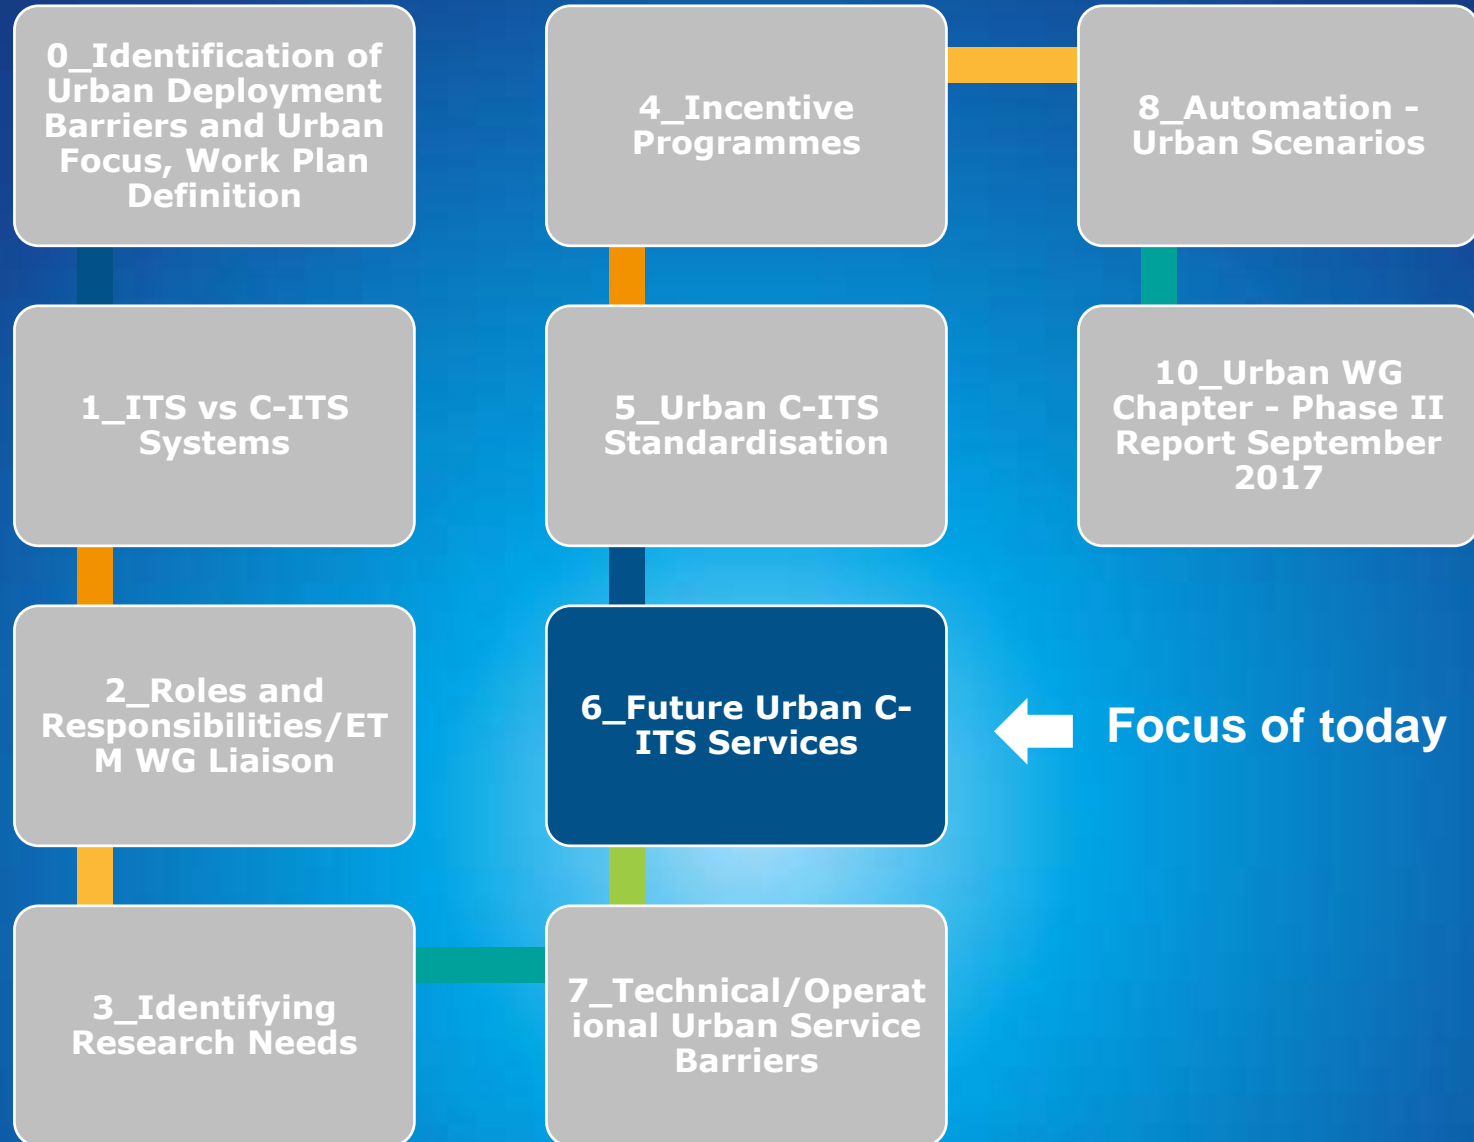 0_Identification of
Urban Deployment
Barriers and Urban
Focus, Work Plan
Definition
1_ITS vs C-ITS
Systems
2_Roles and
Responsibilities/ET
M WG Liaison
3_Identifying
Research Needs
4_Incentive
Programmes
5_Urban C-ITS
Standardisation
6_Future Urban C-
ITS Services
7_Technical/Operat
ional Urban Service
Barriers
8_Automation -
Urban Scenarios
10_Urban WG
Chapter - Phase II
Report September
2017
Focus of today